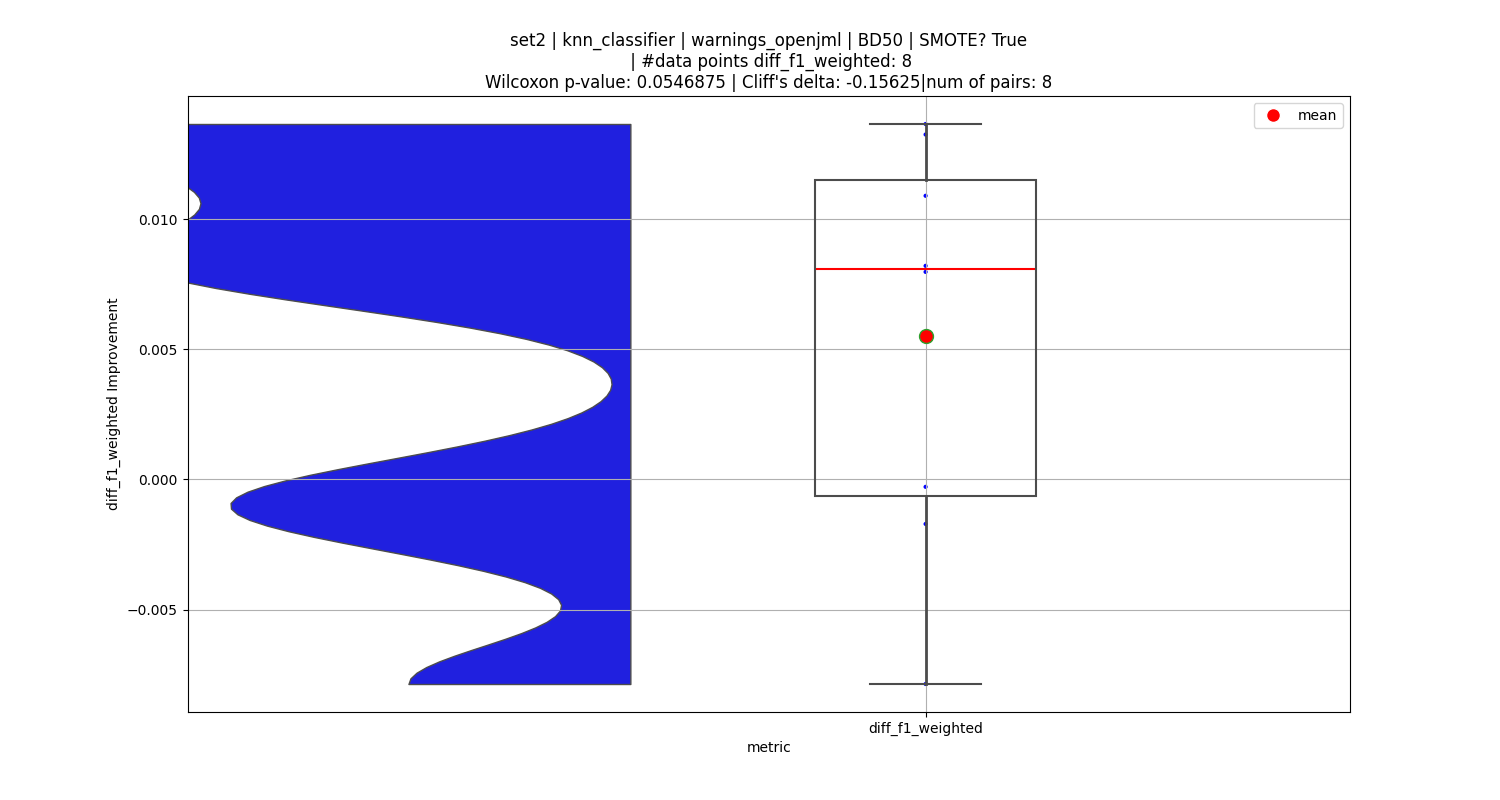 set2 | knn_classifier | warnings_openjml | BD50 | SMOTE? True
| #data points diff_f1_weighted: 8
Wilcoxon p-value: 0.0546875 | Cliff's delta: -0.15625|num of pairs: 8
mean
0.010
0.005
0.000
−0.005
diff_f1_weighted Improvement
diff_f1_weighted
metric